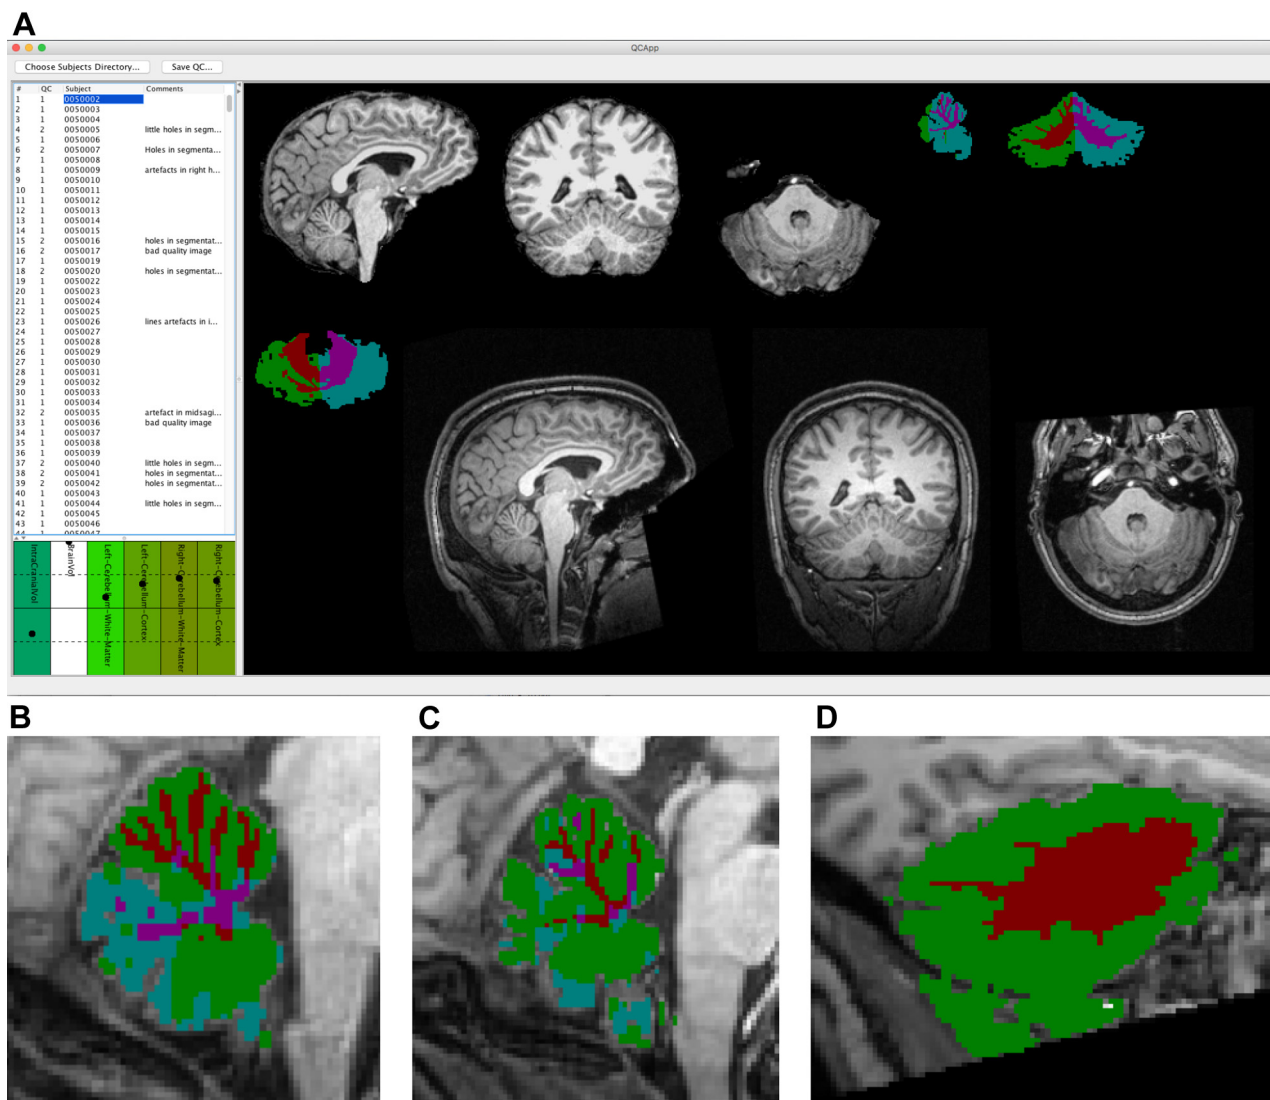 A
QCApp
Choose Subjects Directory... Save QC...
# QC Subject Comments
1 1 0050002
2 1 0050003
3 1 0050004
4 2 0050005 little holes in segm...
5 1 0050006
6 2 0050007 Holes in segmenta...
7 1 0050008
8 1 0050009 artefacts in right h...
9 1 0050010
10 1 0050011
11 1 0050012
12 1 0050013
13 1 0050014
14 1 0050015
15 2 0050016 holes in segmentat...
16 2 0050017 bad quality image
17 1 0050019
18 2 0050020 holes in segmentat...
19 1 0050022
20 1 0050023
21 1 0050024
22 1 0050025
23 1 0050026 lines artefacts in i...
24 1 0050027
25 1 0050028
26 1 0050029
27 1 0050030
28 1 0050031
29 1 0050032
30 1 0050033
31 1 0050034
32 2 0050035 artefact in midsagi...
33 1 0050036 bad quality image
34 1 0050037
35 1 0050038
36 1 0050039
37 2 0050040 little holes in segm...
38 2 0050041 holes in segmentat...
39 2 0050042 holes in segmentat...
40 1 0050043
41 1 0050044 little holes in segm...
42 1 0050045
43 1 0050046
44 1 0050047
IntraCranialVol
BrainVol
Left-Cerebellum-White-Matter
Left-Cerebellum-Cortex
Right-Cerebellum-White-Matter
Right-Cerebellum-Cortex
B
C
D